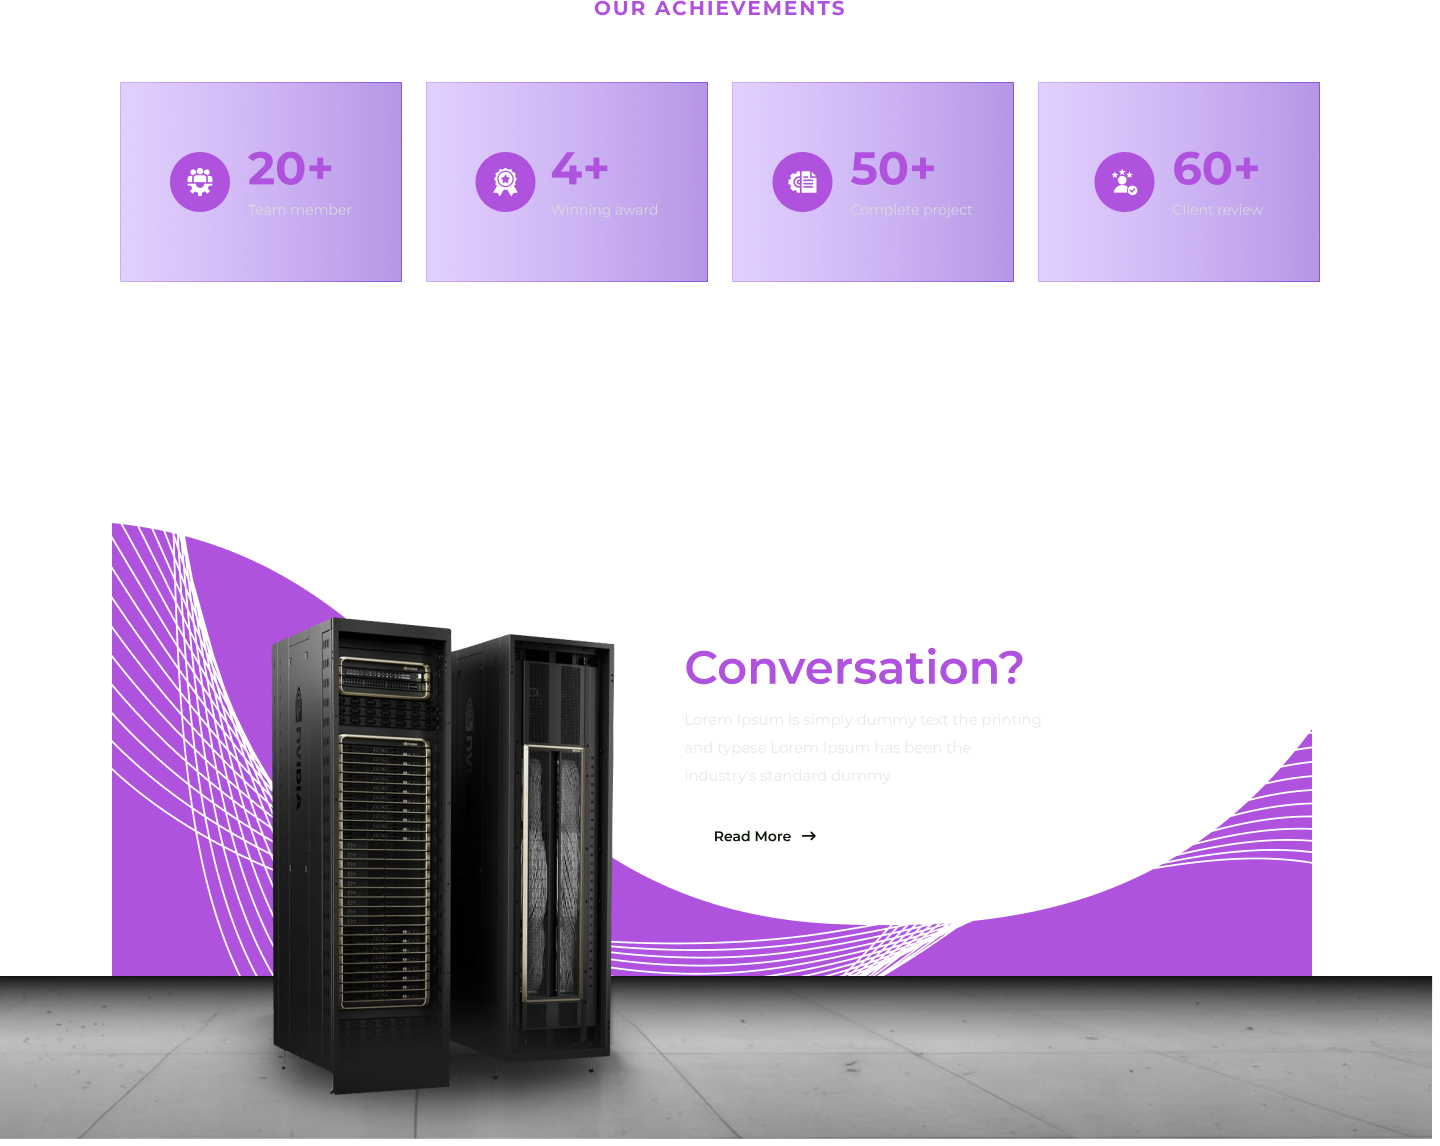 OUR ACHIEVEMENTS
20+
Team member
4+
Winning award
50+
Complete project
60+
Client review
Conversation?
Lorem Ipsum is simply dummy text the printing
and typese Lorem Ipsum has been the
industry's standard dummy
Read More
NVIDIA